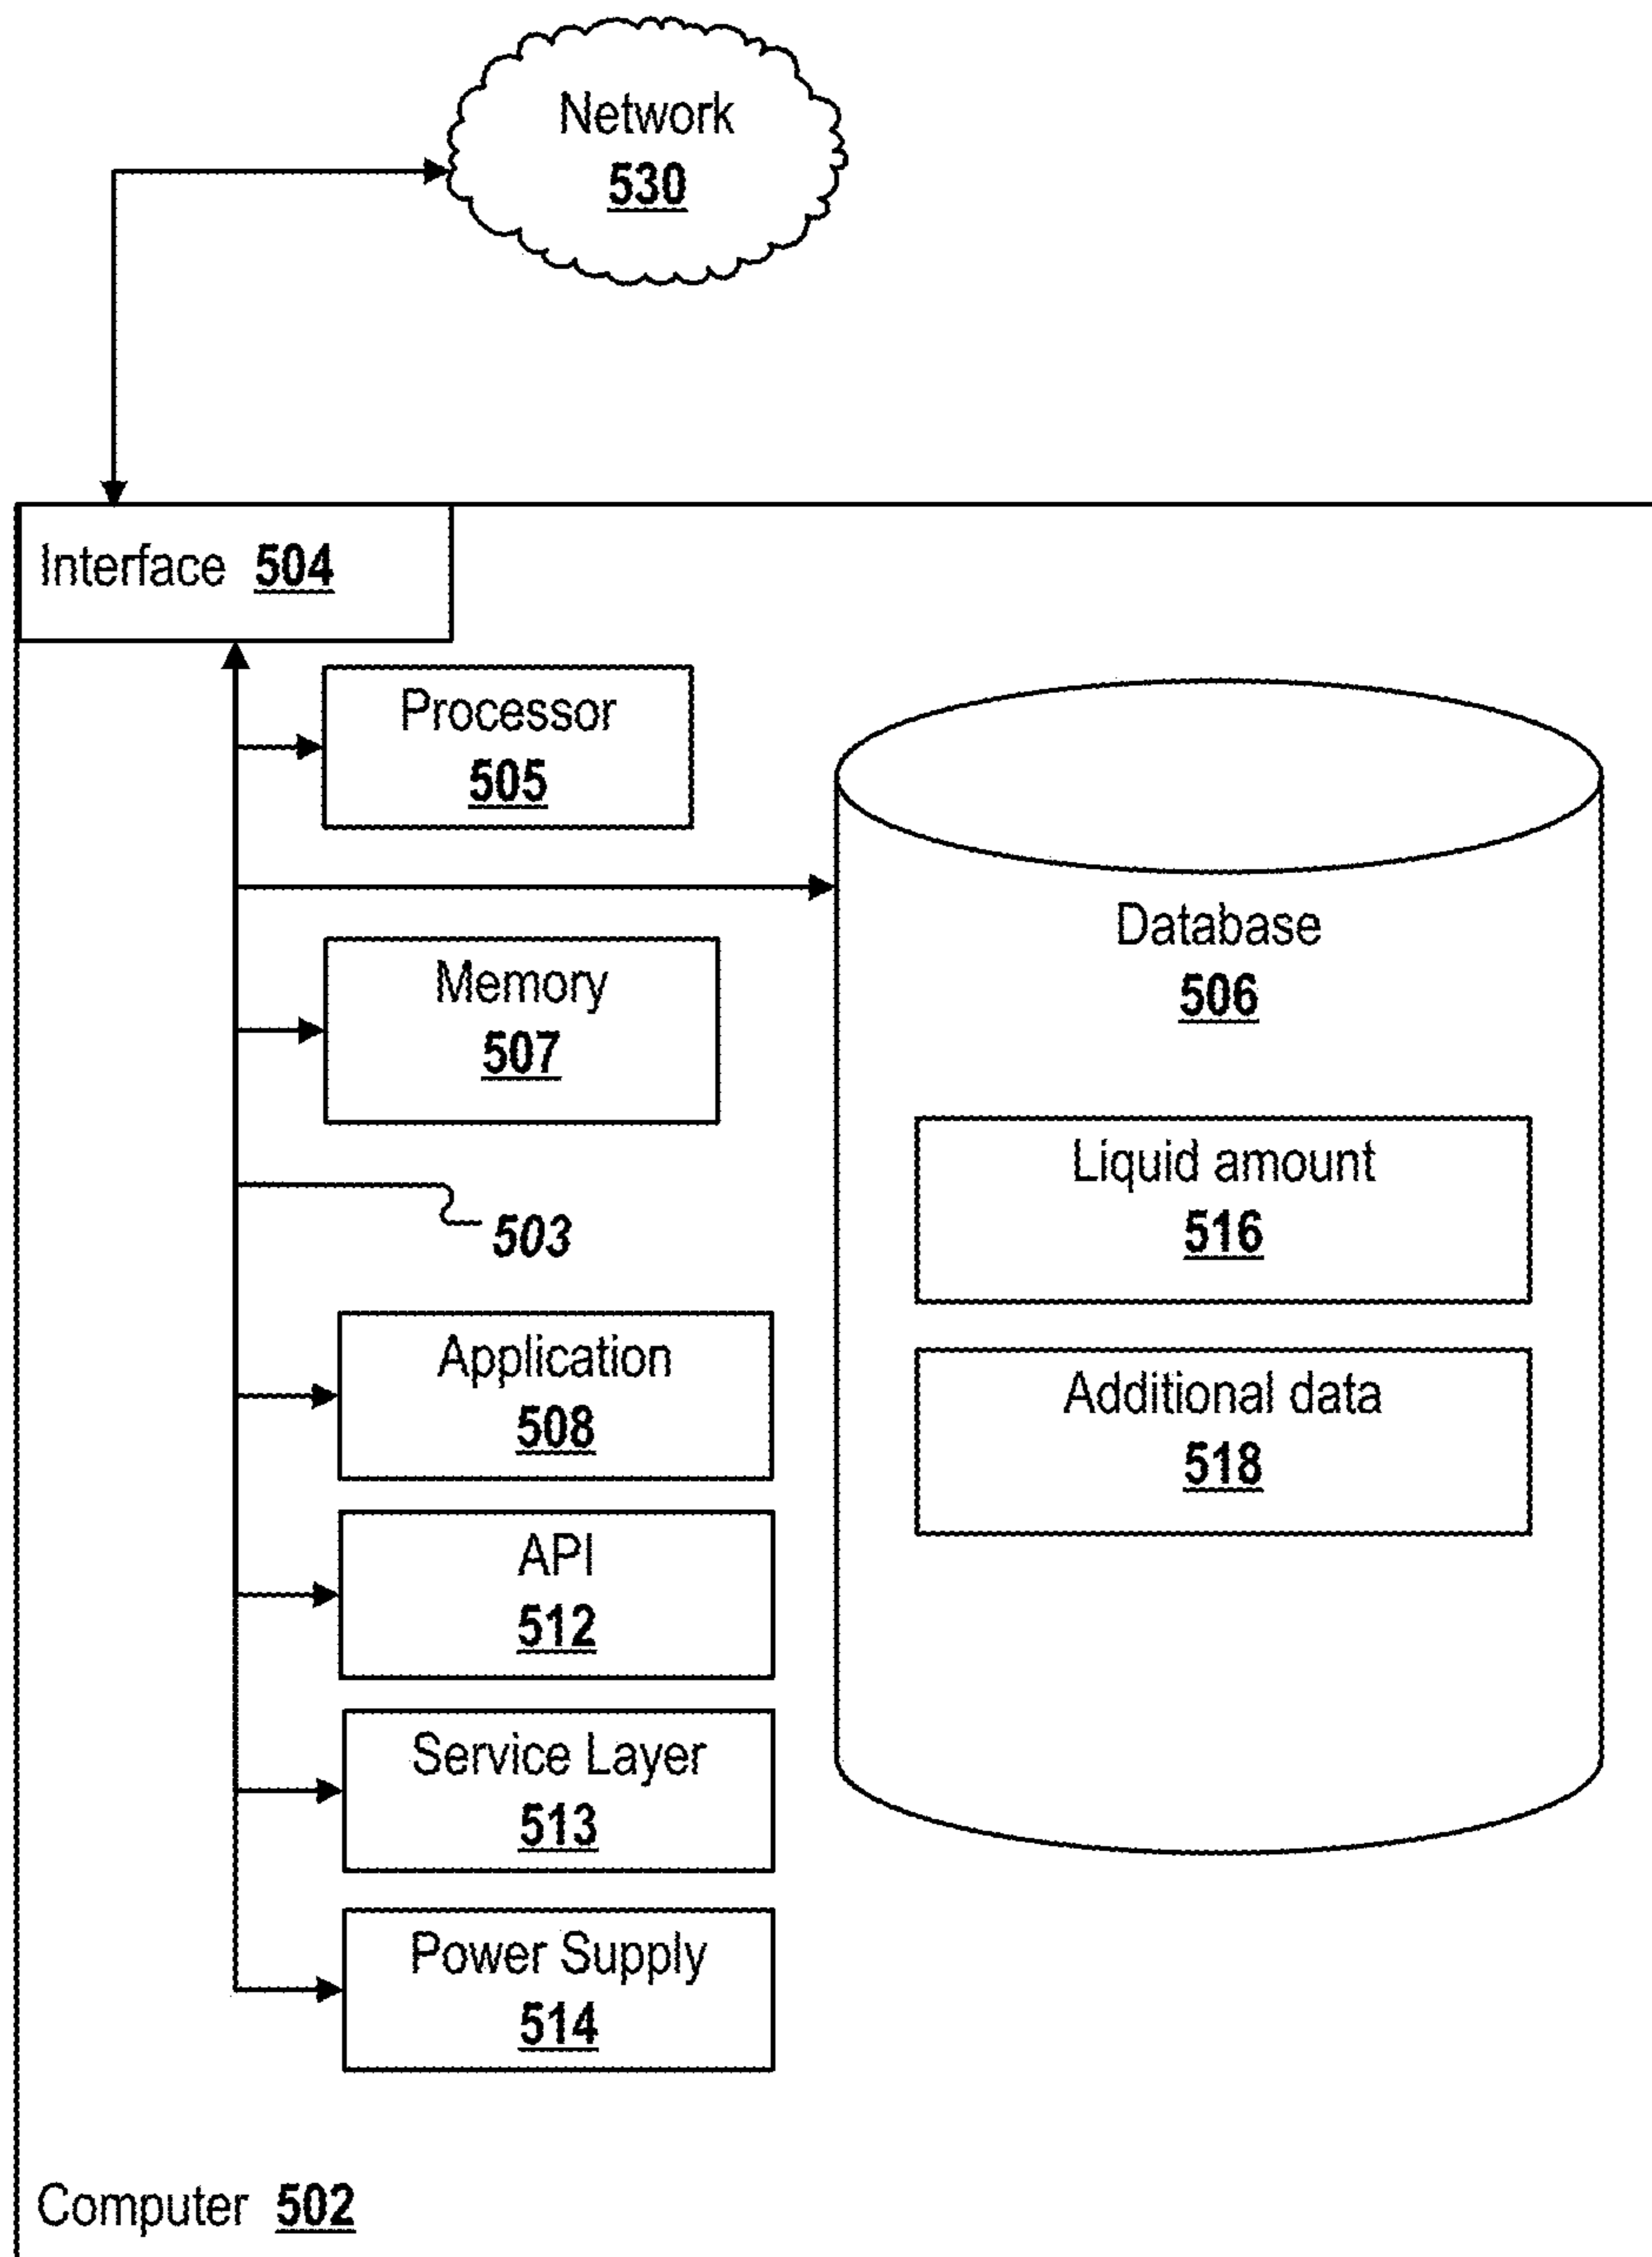 Network
530
Interface 504
Processor
505
Database
506
Memory
507
Liquid amount
516
503
Application
508
Additional data
518
API
512
Service Layer
513
Power Supply
514
Computer 502